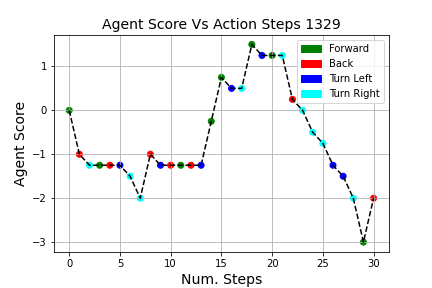 Agent Score Vs Action Steps 1329
Forward
Back
Turn Left
Turn Right
Agent Score
1
0
−1
−2
−3
0 5 10 15 20 25 30
Num. Steps